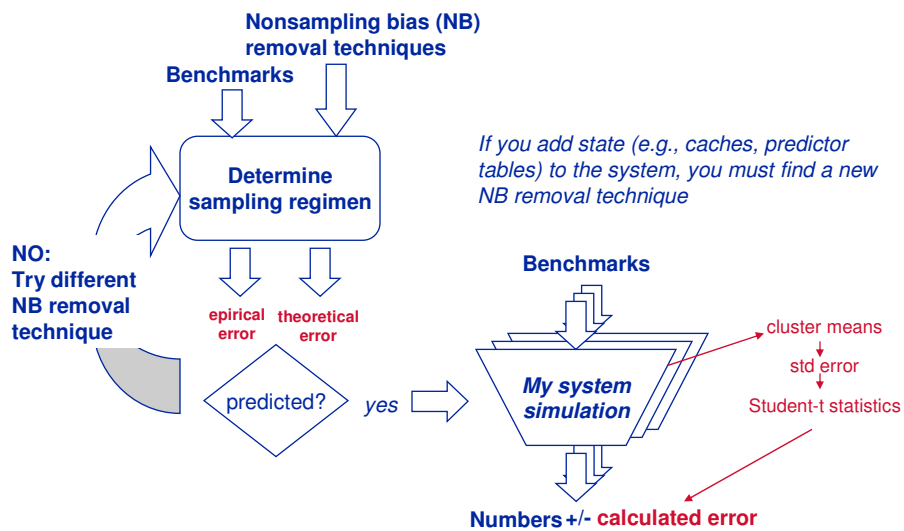 Nonsampling bias (NB)
removal techniques
Benchmarks
If you add state (e.g., caches, predictor
tables) to the system, you must find a new
NB removal technique
Determine
sampling regimen
NO:
Try different
NB removal
technique
epirical
error
theoretical
error
Benchmarks
predicted?
yes
My system
simulation
cluster means
std error
Student-t statistics
Numbers +/- calculated error